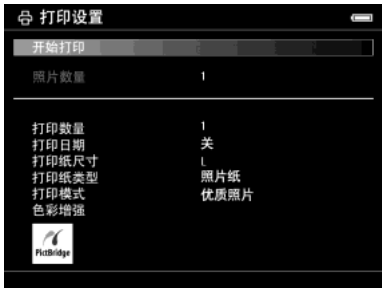 打印设置
开始打印
照片数量 1
打印数量 1
打印日期 关
打印纸尺寸 L
打印纸类型 照片纸
打印模式 优质照片
色彩增强
PictBridge